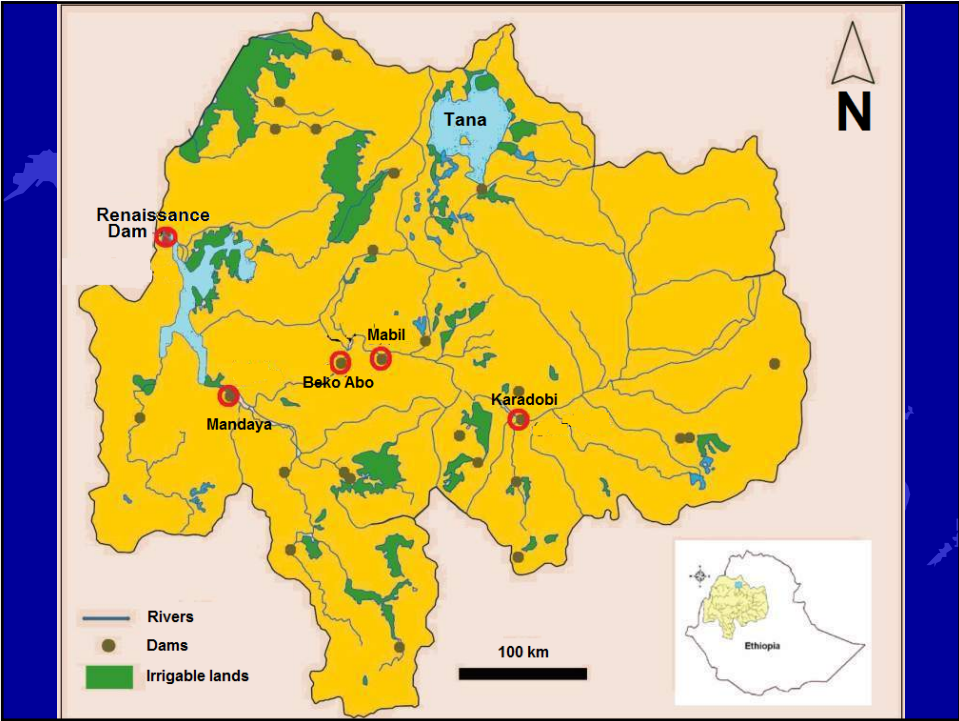 N
Tana
Renaissance
Dam
Mabil
Beko Abo
Karadobi
Mandaya
Rivers
Dams
Irrigable lands
100 km
Ethiopia